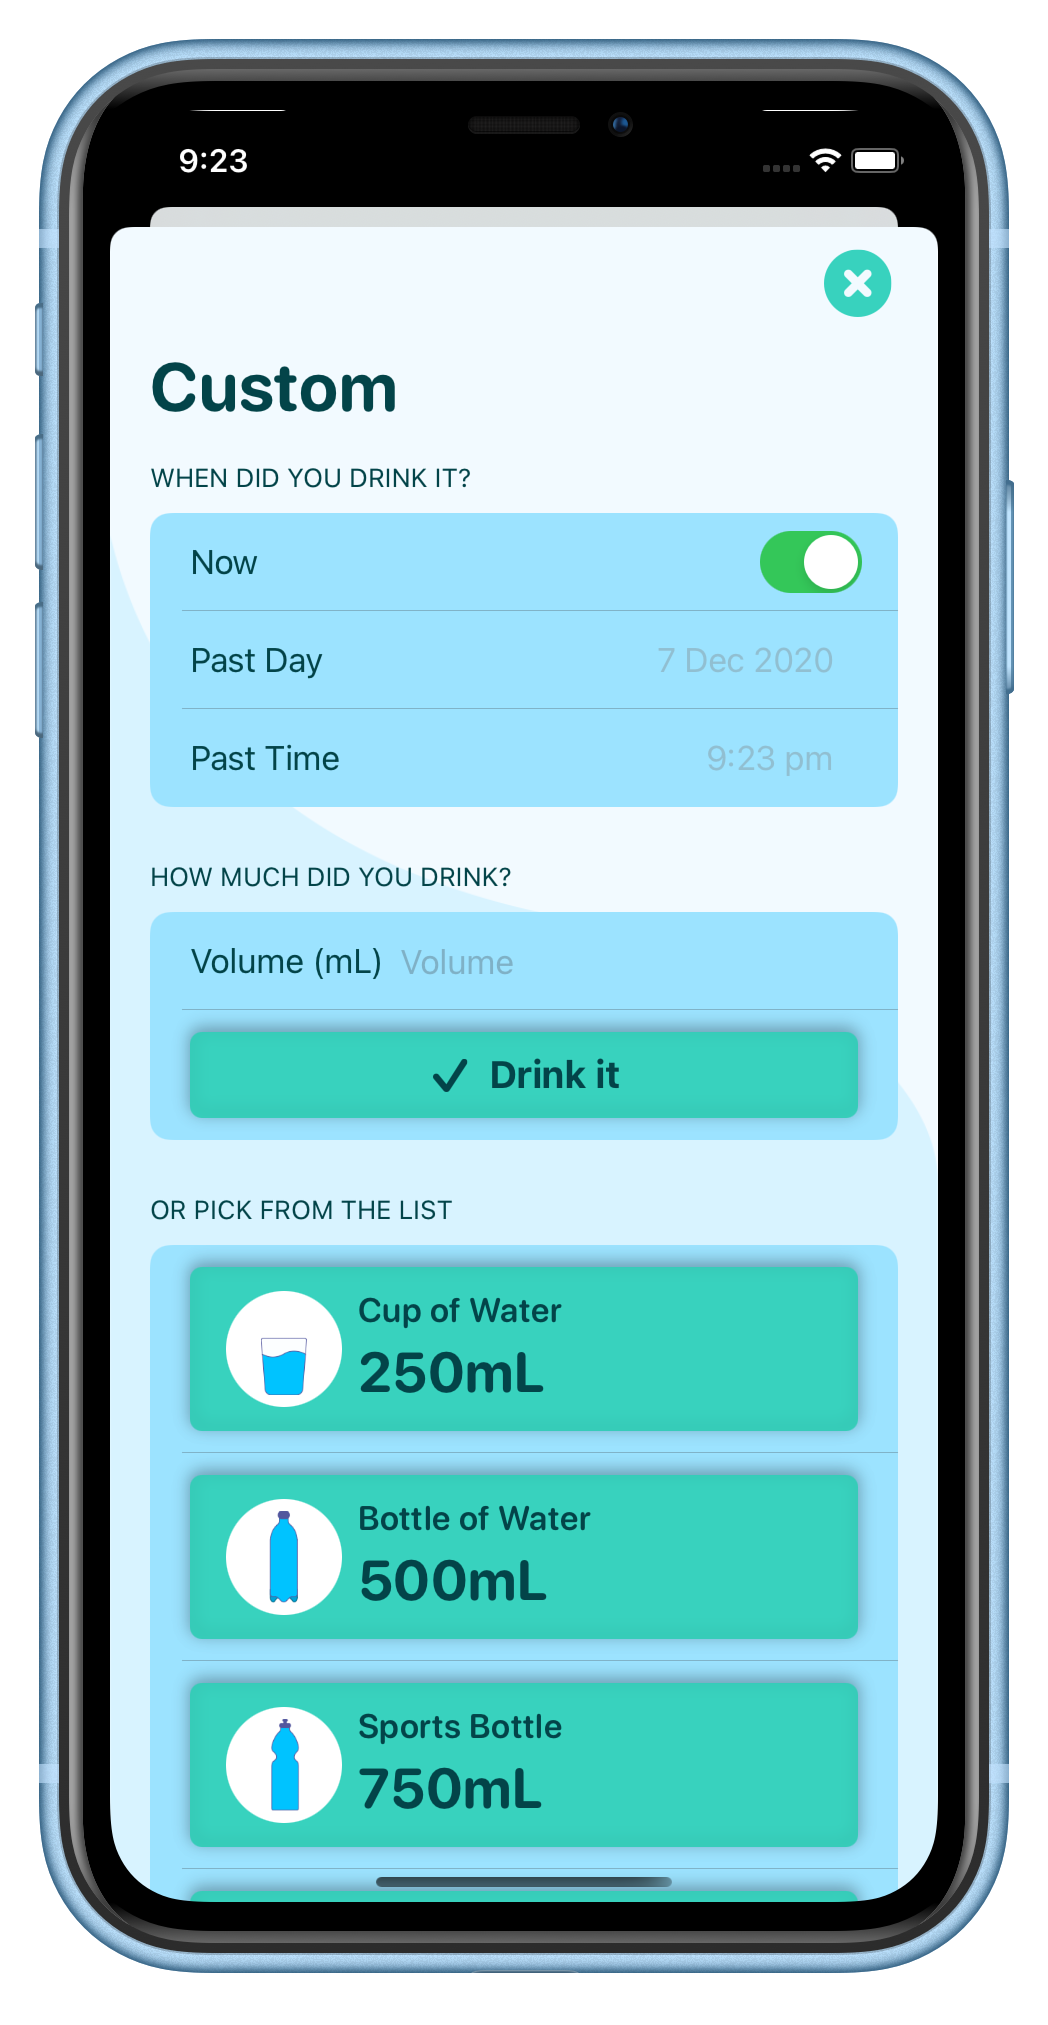 9:23
Custom
WHEN DID YOU DRINK IT?
Now
Past Day 7 Dec 2020
Past Time 9:23 pm
HOW MUCH DID YOU DRINK?
Volume (mL) Volume
Drink it
OR PICK FROM THE LIST
Cup of Water
250mL
Bottle of Water
500mL
Sports Bottle
750mL